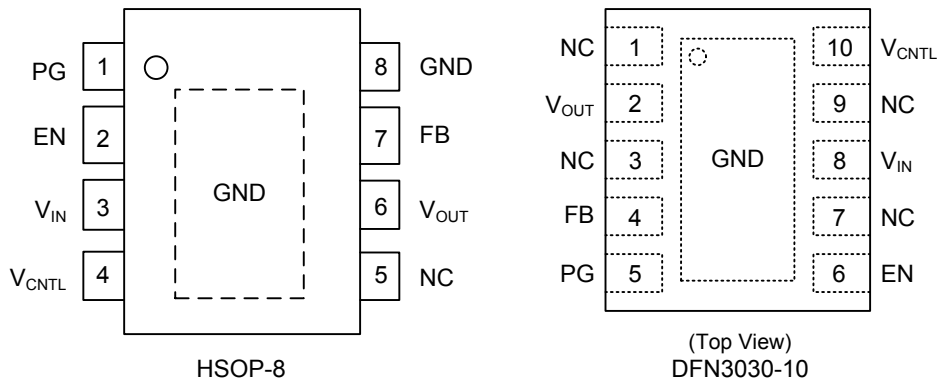 PG 1 8 GND
EN 2 7 FB
GND
VIN 3 6 VOUT
VCNTL 4 5 NC
HSOP-8
NC 1 10 VCNTL
VOUT 2 9 NC
NC 3 GND 8 VIN
FB 4 7 NC
PG 5 6 EN
(Top View)
DFN3030-10